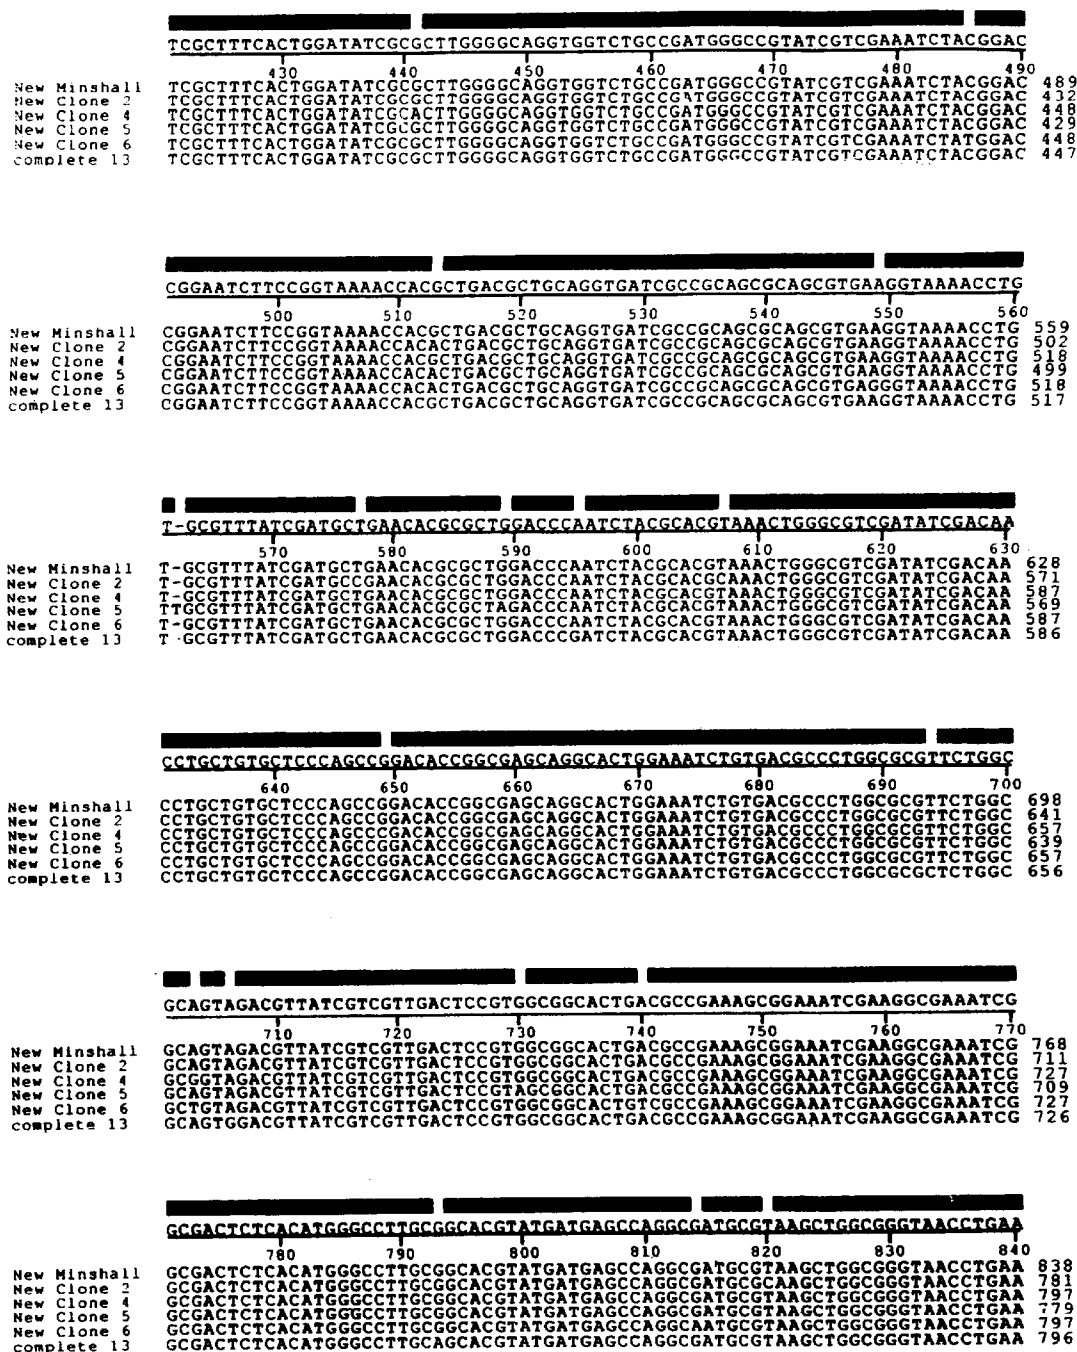 TCGCTTTCACTGGATATCGCGCTTGGGGCAGGTGGTCTGCCGATGGGCCGTATCGTCGAAATCTACGGAC
430 440 450 460 470 480 490
New Minshall TCGCTTTCACTGGATATCGCGCTTGGGGCAGGTGGTCTGCCGATGGGCCGTATCGTCGAAATCTACGGAC 489
New Clone 2 TCGCTTTCACTGGATATCGCGCTTGGGGCAGGTGGTCTGCCGATGGGCCGTATCGTCGAAATCTACGGAC 432
New Clone 4 TCGCTTTCACTGGATATCGCACTTGGGGCAGGTGGTCTGCCGATGGGCCGTATCGTCGAAATCTACGGAC 448
New Clone 5 TCGCTTTCACTGGATATCGCGCTTGGGGCAGGTGGTCTGCCGATGGGCCGTATCGTCGAAATCTACGGAC 429
New Clone 6 TCGCTTTCACTGGATATCGCGCTTGGGGCAGGTGGTCTGCCGATGGGCCGTATCGTCGAAATCTATGGAC 448
complete 13 TCGCTTTCACTGGATATCGCGCTTGGGGCAGGTGGTCTGCCGATGGGCCGTATCGTCGAAATCTACGGAC 447
CGGAATCTTCCGGTAAAACCACGCTGACGCTGCAGGTGATCGCCGCAGCGCAGCGTGAAGGTAAAACCTG
500 510 520 530 540 550 560
New Minshall CGGAATCTTCCGGTAAAACCACGCTGACGCTGCAGGTGATCGCCGCAGCGCAGCGTGAAGGTAAAACCTG 559
New Clone 2 CGGAATCTTCCGGTAAAACCACACTGACGCTGCAGGTGATCGCCGCAGCGCAGCGTGAAGGTAAAACCTG 502
New Clone 4 CGGAATCTTCCGGTAAAACCACGCTGACGCTGCAGGTGATCGCCGCAGCGCAGCGTGAAGGTAAAACCTG 518
New Clone 5 CGGAATCTTCCGGTAAAACCACACTGACGCTGCAGGTGATCGCCGCAGCGCAGCGTGAAGGTAAAACCTG 499
New Clone 6 CGGAATCTTCCGGTAAAACCACACTGACGCTGCAGGTGATCGCCGCAGCGCAGCGTGAGGGTAAAACCTG 518
complete 13 CGGAATCTTCCGGTAAAACCACGCTGACGCTGCAGGTGATCGCCGCAGCGCAGCGTGAAGGTAAAACCTG 517
T-GCGTTTATCGATGCTGAACACGCGCTGGACCCAATCTACGCACGTAAACTGGGCGTCGATATCGACAA
570 580 590 600 610 620 630
New Minshall T-GCGTTTATCGATGCTGAACACGCGCTGGACCCAATCTACGCACGTAAACTGGGCGTCGATATCGACAA 628
New Clone 2 T-GCGTTTATCGATGCCGAACACGCGCTGGACCCAATCTACGCACGCAAACTGGGCGTCGATATCGACAA 571
New Clone 4 T-GCGTTTATCGATGCTGAACACGCGCTGGACCCAATCTACGCACGTAAACTGGGCGTCGATATCGACAA 587
New Clone 5 TTGCGTTTATCGATGCTGAACACGCGCTAGACCCAATCTACGCACGTAAACTGGGCGTCGATATCGACAA 569
New Clone 6 T-GCGTTTATCGATGCTGAACACGCGCTGGACCCAATCTACGCACGTAAACTGGGCGTCGATATCGACAA 587
complete 13 T-GCGTTTATCGATGCTGAACACGCGCTGGACCCGATCTACGCACGTAAACTGGGCGTCGATATCGACAA 586
CCTGCTGTGCTCCCAGCCGGACACCGGCGAGCAGGCACTGGAAATCTGTGACGCCCTGGCGCGTTCTGGC
640 650 660 670 680 690 700
New Minshall CCTGCTGTGCTCCCAGCCGGACACCGGCGAGCAGGCACTGGAAATCTGTGACGCCCTGGCGCGTTCTGGC 698
New Clone 2 CCTGCTGTGCTCCCAGCCGGACACCGGCGAGCAGGCACTGGAAATCTGTGACGCCCTGGCGCGTTCTGGC 641
New Clone 4 CCTGCTGTGCTCCCAGCCCGACACCGGCGAGCAGGCACTGGAAATCTGTGACGCCCTGGCGCGTTCTGGC 657
New Clone 5 CCTGCTGTGCTCCCAGCCGGACACCGGCGAGCAGGCACTGGAAATCTGTGACGCCCTGGCGCGTTCTGGC 639
New Clone 6 CCTGCTGTGCTCCCAGCCGGACACCGGCGAGCAGGCACTGGAAATCTGTGACGCCCTGGCGCGTTCTGGC 657
complete 13 CCTGCTGTGCTCCCAGCCGGACACCGGCGAGCAGGCACTGGAAATCTGTGACGCCCTGGCGCGCTCTGGC 656
GCAGTAGACGTTATCGTCGTTGACTCCGTGGCGGCACTGACGCCGAAAGCGGAAATCGAAGGCGAAATCG
710 720 730 740 750 760 770
New Minshall GCAGTAGACGTTATCGTCGTTGACTCCGTGGCGGCACTGACGCCGAAAGCGGAAATCGAAGGCGAAATCG 768
New Clone 2 GCAGTAGACGTTATCGTCGTTGACTCCGTGGCGGCACTGACGCCGAAAGCGGAAATCGAAGGCGAAATCG 711
New Clone 4 GCGGTAGACGTTATCGTCGTTGACTCCGTGGCGGCACTGACGCCGAAAGCGGAAATCGAAGGCGAAATCG 727
New Clone 5 GCAGTAGACGTTATCGTCGTTGACTCCGTAGCGGCACTGACGCCGAAAGCGGAAATCGAAGGCGAAATCG 709
New Clone 6 GCTGTAGACGTTATCGTCGTTGACTCCGTGGCGGCACTGTCGCCGAAAGCGGAAATCGAAGGCGAAATCG 727
complete 13 GCAGTGGACGTTATCGTCGTTGACTCCGTGGCGGCACTGACGCCGAAAGCGGAAATCGAAGGCGAAATCG 726
GCGACTCTCACATGGGCCTTGCGGCACGTATGATGAGCCAGGCGATGCGTAAGCTGGCGGGTAACCTGAA
780 790 800 810 820 830 840
New Minshall GCGACTCTCACATGGGCCTTGCGGCACGTATGATGAGCCAGGCGATGCGTAAGCTGGCGGGTAACCTGAA 838
New Clone 2 GCGACTCTCACATGGGCCTTGCGGCACGTATGATGAGCCAGGCGATGCGCAAGCTGGCGGGTAACCTGAA 781
New Clone 4 GCGACTCTCACATGGGCCTTGCGGCACGTATGATGAGCCAGGCGATGCGTAAGCTGGCGGGTAACCTGAA 797
New Clone 5 GCGACTCTCACATGGGCCTTGCGGCACGTATGATGAGCCAGGCGATGCGTAAGCTGGCGGGTAACCTGAA 779
New Clone 6 GCGACTCTCACATGGGCCTTGCGGCACGTATGATGAGCCAGGCAATGCGTAAGCTGGCGGGTAACCTGAA 797
complete 13 GCGACTCTCACATGGGCCTTGCAGCACGTATGATGAGCCAGGCGATGCGTAAGCTGGCGGGTAACCTGAA 796